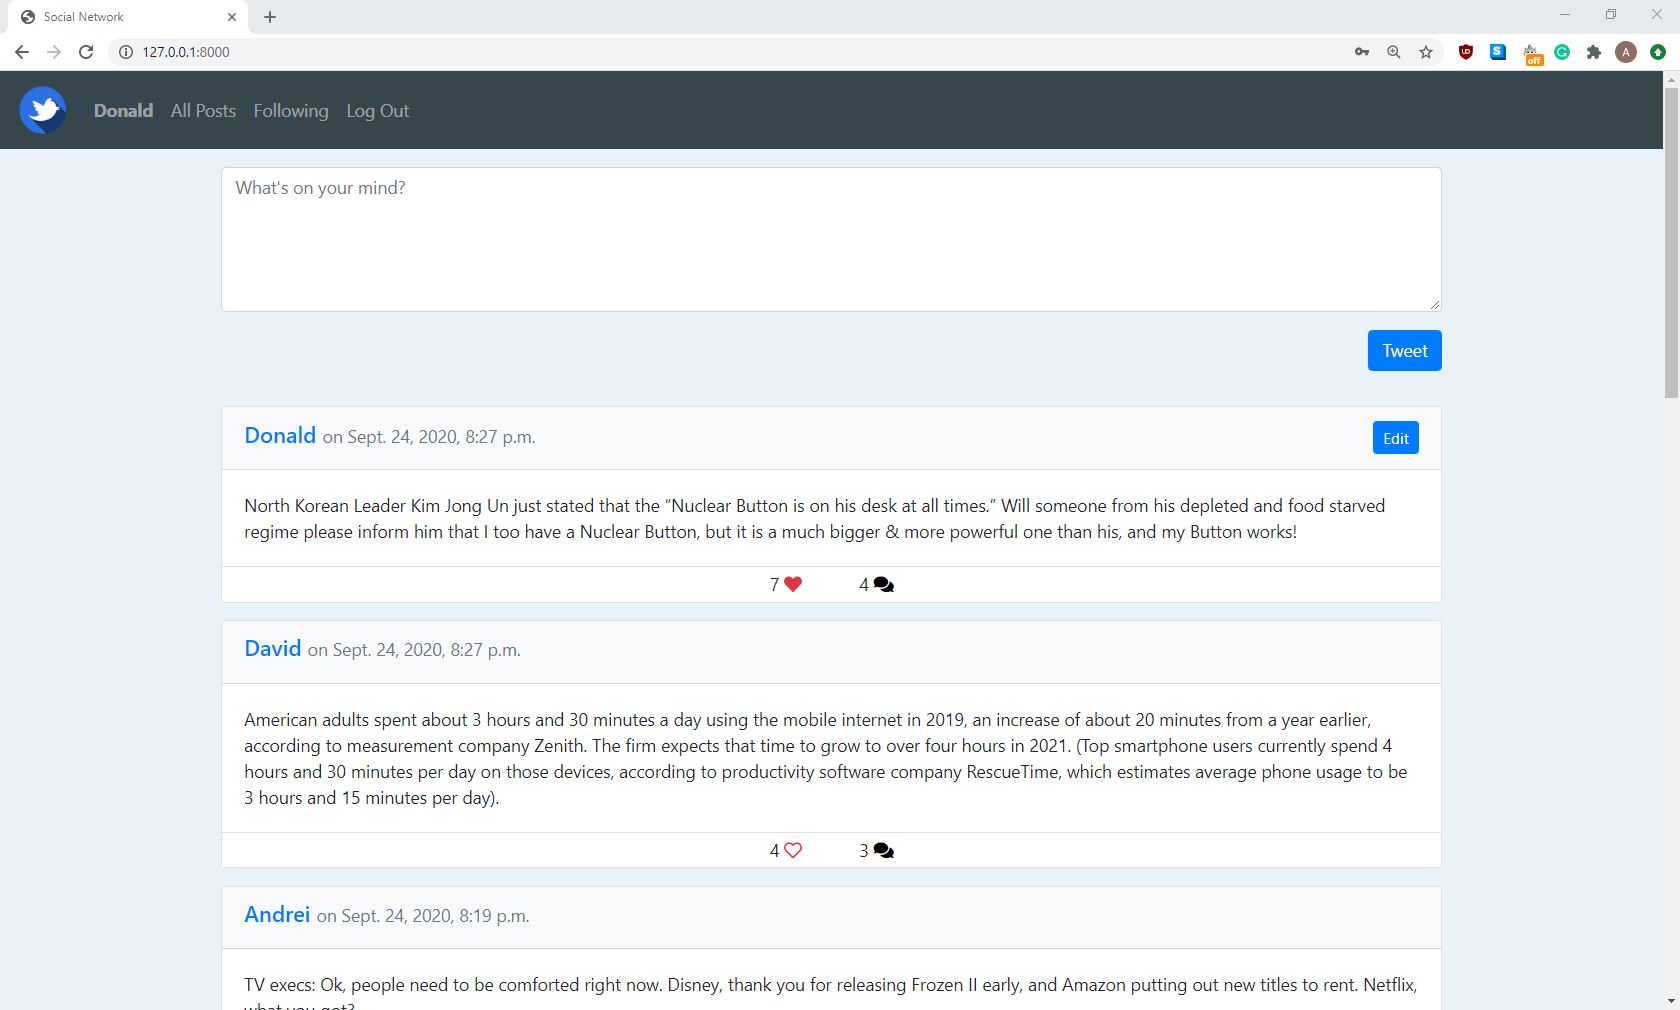 Social Network
127.0.0.1:8000
off
A
Donald All Posts Following Log Out
What's on your mind?
Tweet
Donald on Sept. 24, 2020, 8:27 p.m.
Edit
North Korean Leader Kim Jong Un just stated that the “Nuclear Button is on his desk at all times.” Will someone from his depleted and food starved
regime please inform him that I too have a Nuclear Button, but it is a much bigger & more powerful one than his, and my Button works!
7 4
David on Sept. 24, 2020, 8:27 p.m.
American adults spent about 3 hours and 30 minutes a day using the mobile internet in 2019, an increase of about 20 minutes from a year earlier,
according to measurement company Zenith. The firm expects that time to grow to over four hours in 2021. (Top smartphone users currently spend 4
hours and 30 minutes per day on those devices, according to productivity software company RescueTime, which estimates average phone usage to be
3 hours and 15 minutes per day).
4 3
Andrei on Sept. 24, 2020, 8:19 p.m.
TV execs: Ok, people need to be comforted right now. Disney, thank you for releasing Frozen II early, and Amazon putting out new titles to rent. Netflix,
what you got?